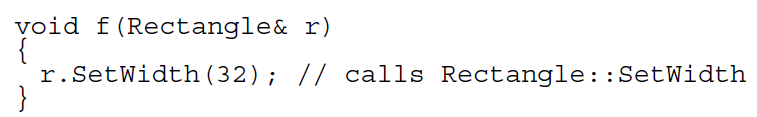 void f(Rectangle& r)
{
r.SetWidth(32); // calls Rectangle::SetWidth
}